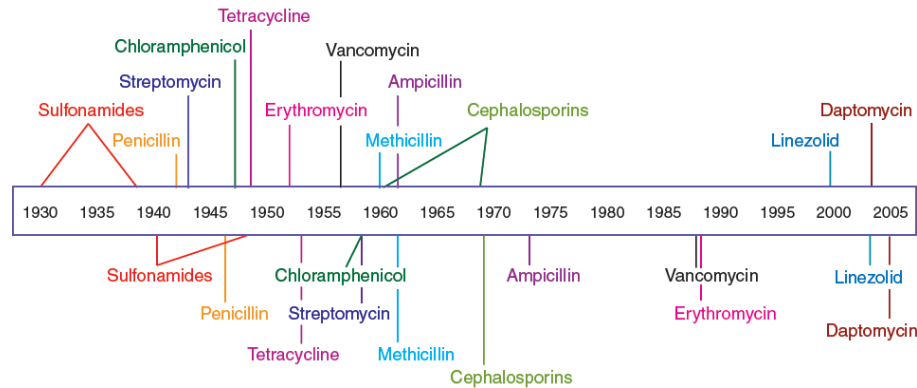 Tetracycline
Chloramphenicol
Vancomycin
Streptomycin
Ampicillin
Sulfonamides
Erythromycin
Cephalosporins
Daptomycin
Penicillin
Methicillin
Linezolid
1930 1935 1940 1945 1950 1955 1960 1965 1970 1975 1980 1985 1990 1995 2000 2005
Sulfonamides
Chloramphenicol
Ampicillin
Vancomycin
Linezolid
Penicillin
Streptomycin
Erythromycin
Daptomycin
Tetracycline
Methicillin
Cephalosporins